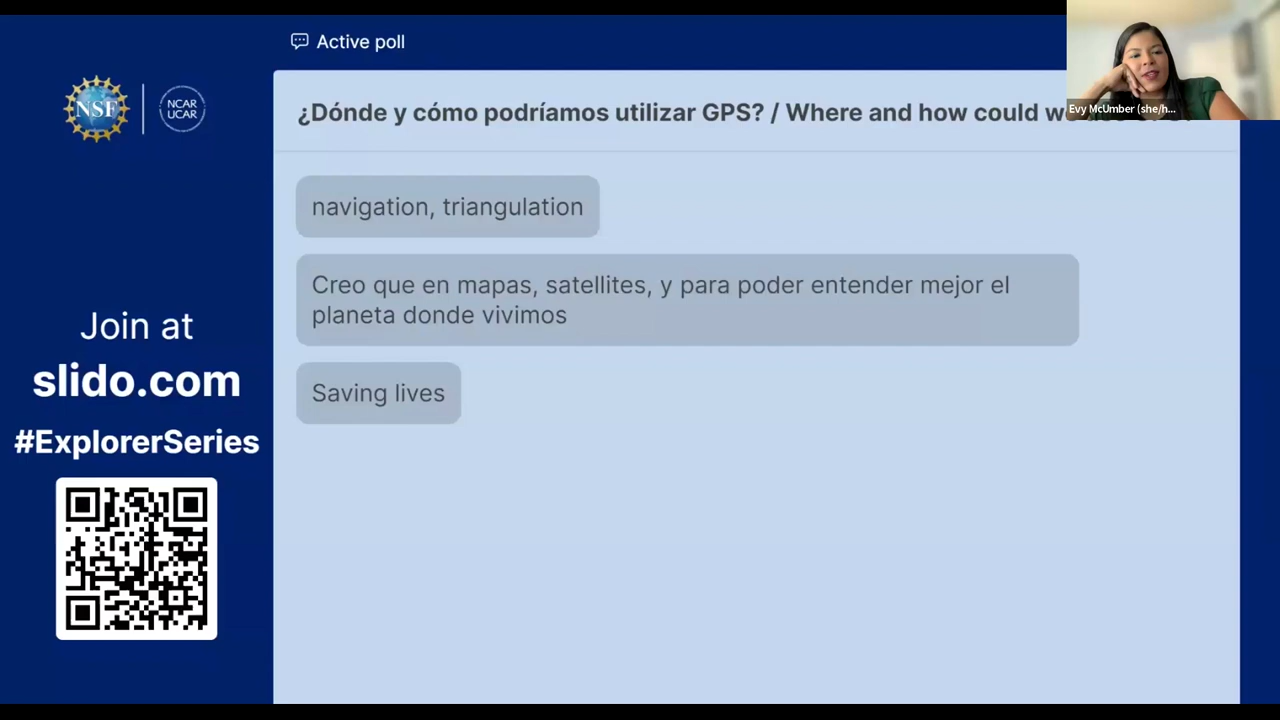 Active poll
NSF
NCAR
UCAR
¿Dónde y cómo podríamos utilizar GPS? / Where and how could
Evy McUmber (she/h...
navigation, triangulation
Creo que en mapas, satellites, y para poder entender mejor el
planeta donde vivimos
Saving lives
Join at
slido.com
#ExplorerSeries